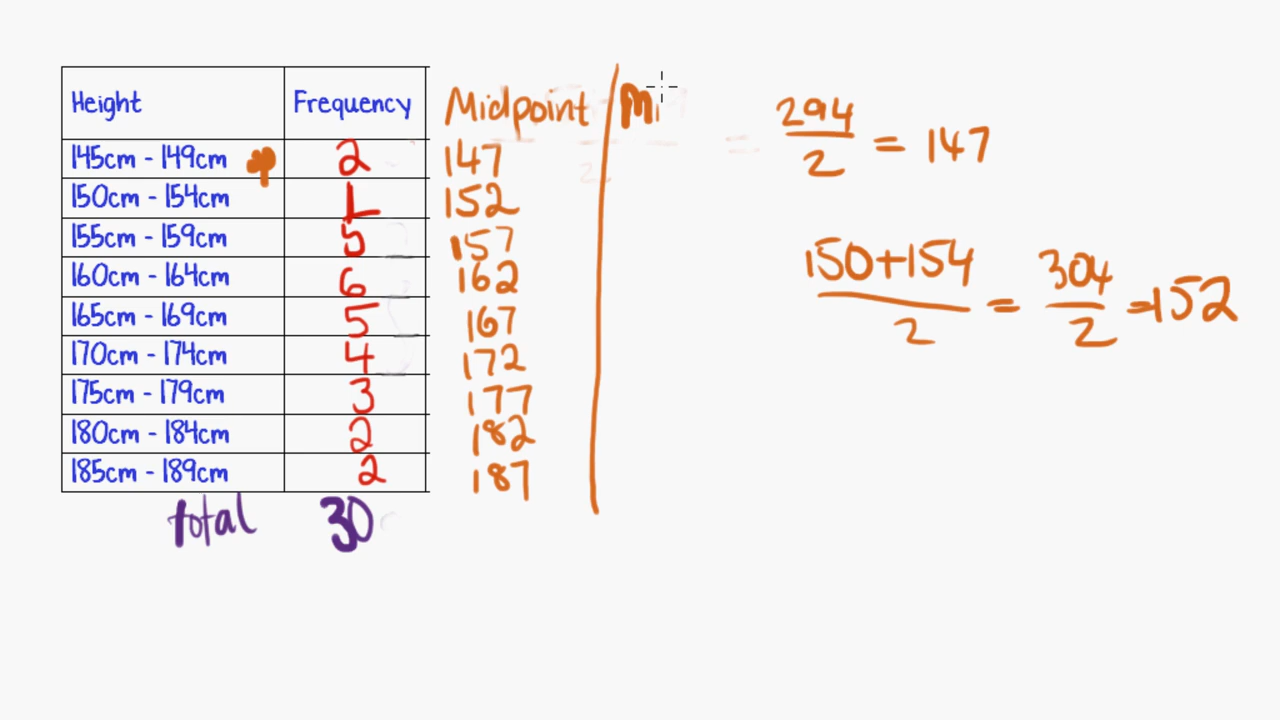 Height Frequency Midpoint Mi
145cm - 149cm 2 147
150cm - 154cm 1 152
155cm - 159cm 5 157
160cm - 164cm 6 162
165cm - 169cm 5 167
170cm - 174cm 4 172
175cm - 179cm 3 177
180cm - 184cm 2 182
185cm - 189cm 2 187
total 30
294/2 = 147
150+154/2 = 304/2 = 152